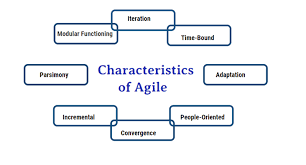 Iteration
Modular Functioning
Time-Bound
Parsimony
Characteristics
of Agile
Adaptation
Incremental
People-Oriented
Convergence